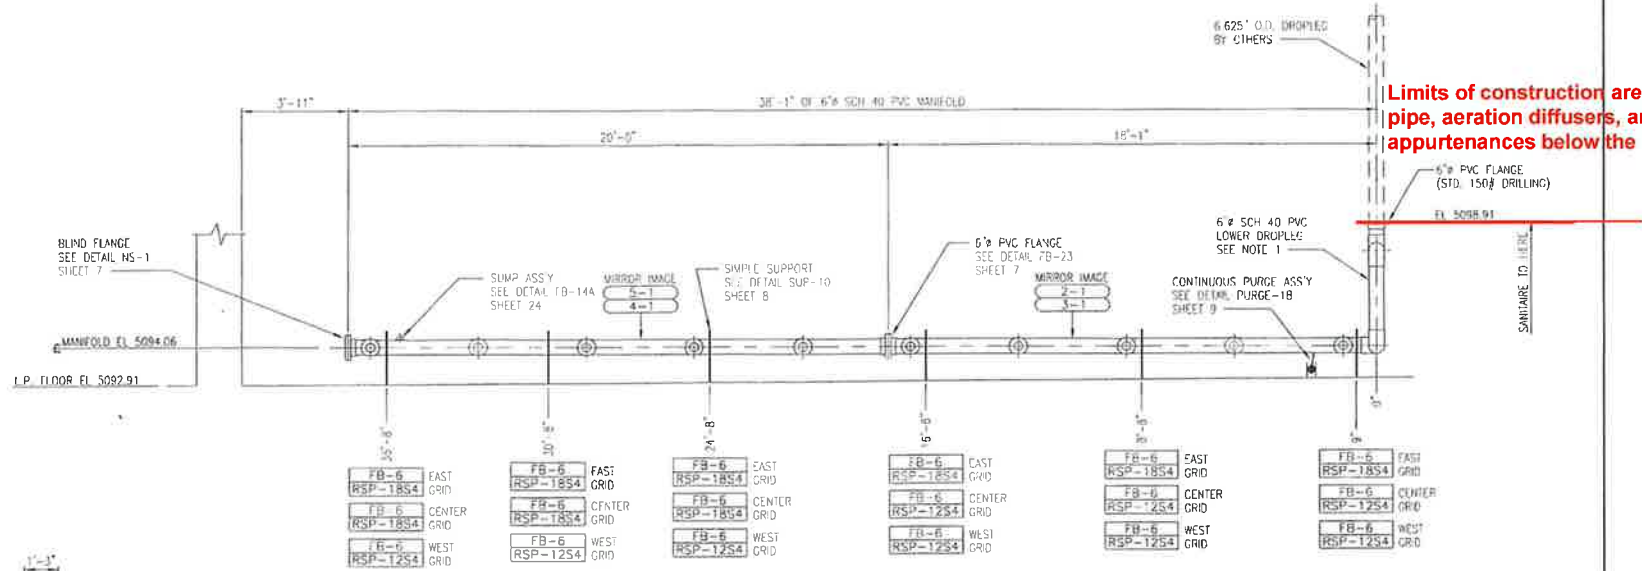 6.625" O.D. DROPLEG
BY OTHERS
3'-11"
38'-1" OF 6"ø SCH 40 PVC MANIFOLD
Limits of construction are
pipe, aeration diffusers, an
appurtenances below the
20'-0"
18'-1"
6"ø PVC FLANGE
(STD. 150# DRILLING)
EL 5098.91
6"ø SCH 40 PVC
LOWER DROPLEG
SEE NOTE 1
BLIND FLANGE
SEE DETAIL NS-1
SHEET 7
6"ø PVC FLANGE
SEE DETAIL FB-23
SHEET 7
SUMP ASS'Y
SEE DETAIL FB-14A
SHEET 24
MIRROR IMAGE
5-1
4-1
SIMPLE SUPPORT
SEE DETAIL SUP-10
SHEET 8
MIRROR IMAGE
2-1
3-1
CONTINUOUS PURGE ASS'Y
SEE DETAIL PURGE-18
SHEET 9
SANITAIRE TO HERE
MANIFOLD EL 5094.06
T.P. FLOOR EL 5092.91
36'-8"
30'-8"
24'-8"
16'-8"
8'-8"
9"
0"
FB-6 EAST
RSP-18S4 GRID
FB-6 CENTER
RSP-18S4 GRID
FB-6 WEST
RSP-12S4 GRID
FB-6 EAST
RSP-18S4 GRID
FB-6 CENTER
RSP-18S4 GRID
FB-6 WEST
RSP-12S4 GRID
FB-6 EAST
RSP-18S4 GRID
FB-6 CENTER
RSP-18S4 GRID
FB-6 WEST
RSP-12S4 GRID
FB-6 EAST
RSP-18S4 GRID
FB-6 CENTER
RSP-12S4 GRID
FB-6 WEST
RSP-12S4 GRID
FB-6 EAST
RSP-18S4 GRID
FB-6 CENTER
RSP-12S4 GRID
FB-6 WEST
RSP-12S4 GRID
FB-6 EAST
RSP-18S4 GRID
FB-6 CENTER
RSP-12S4 GRID
FB-6 WEST
RSP-12S4 GRID
1'-3"